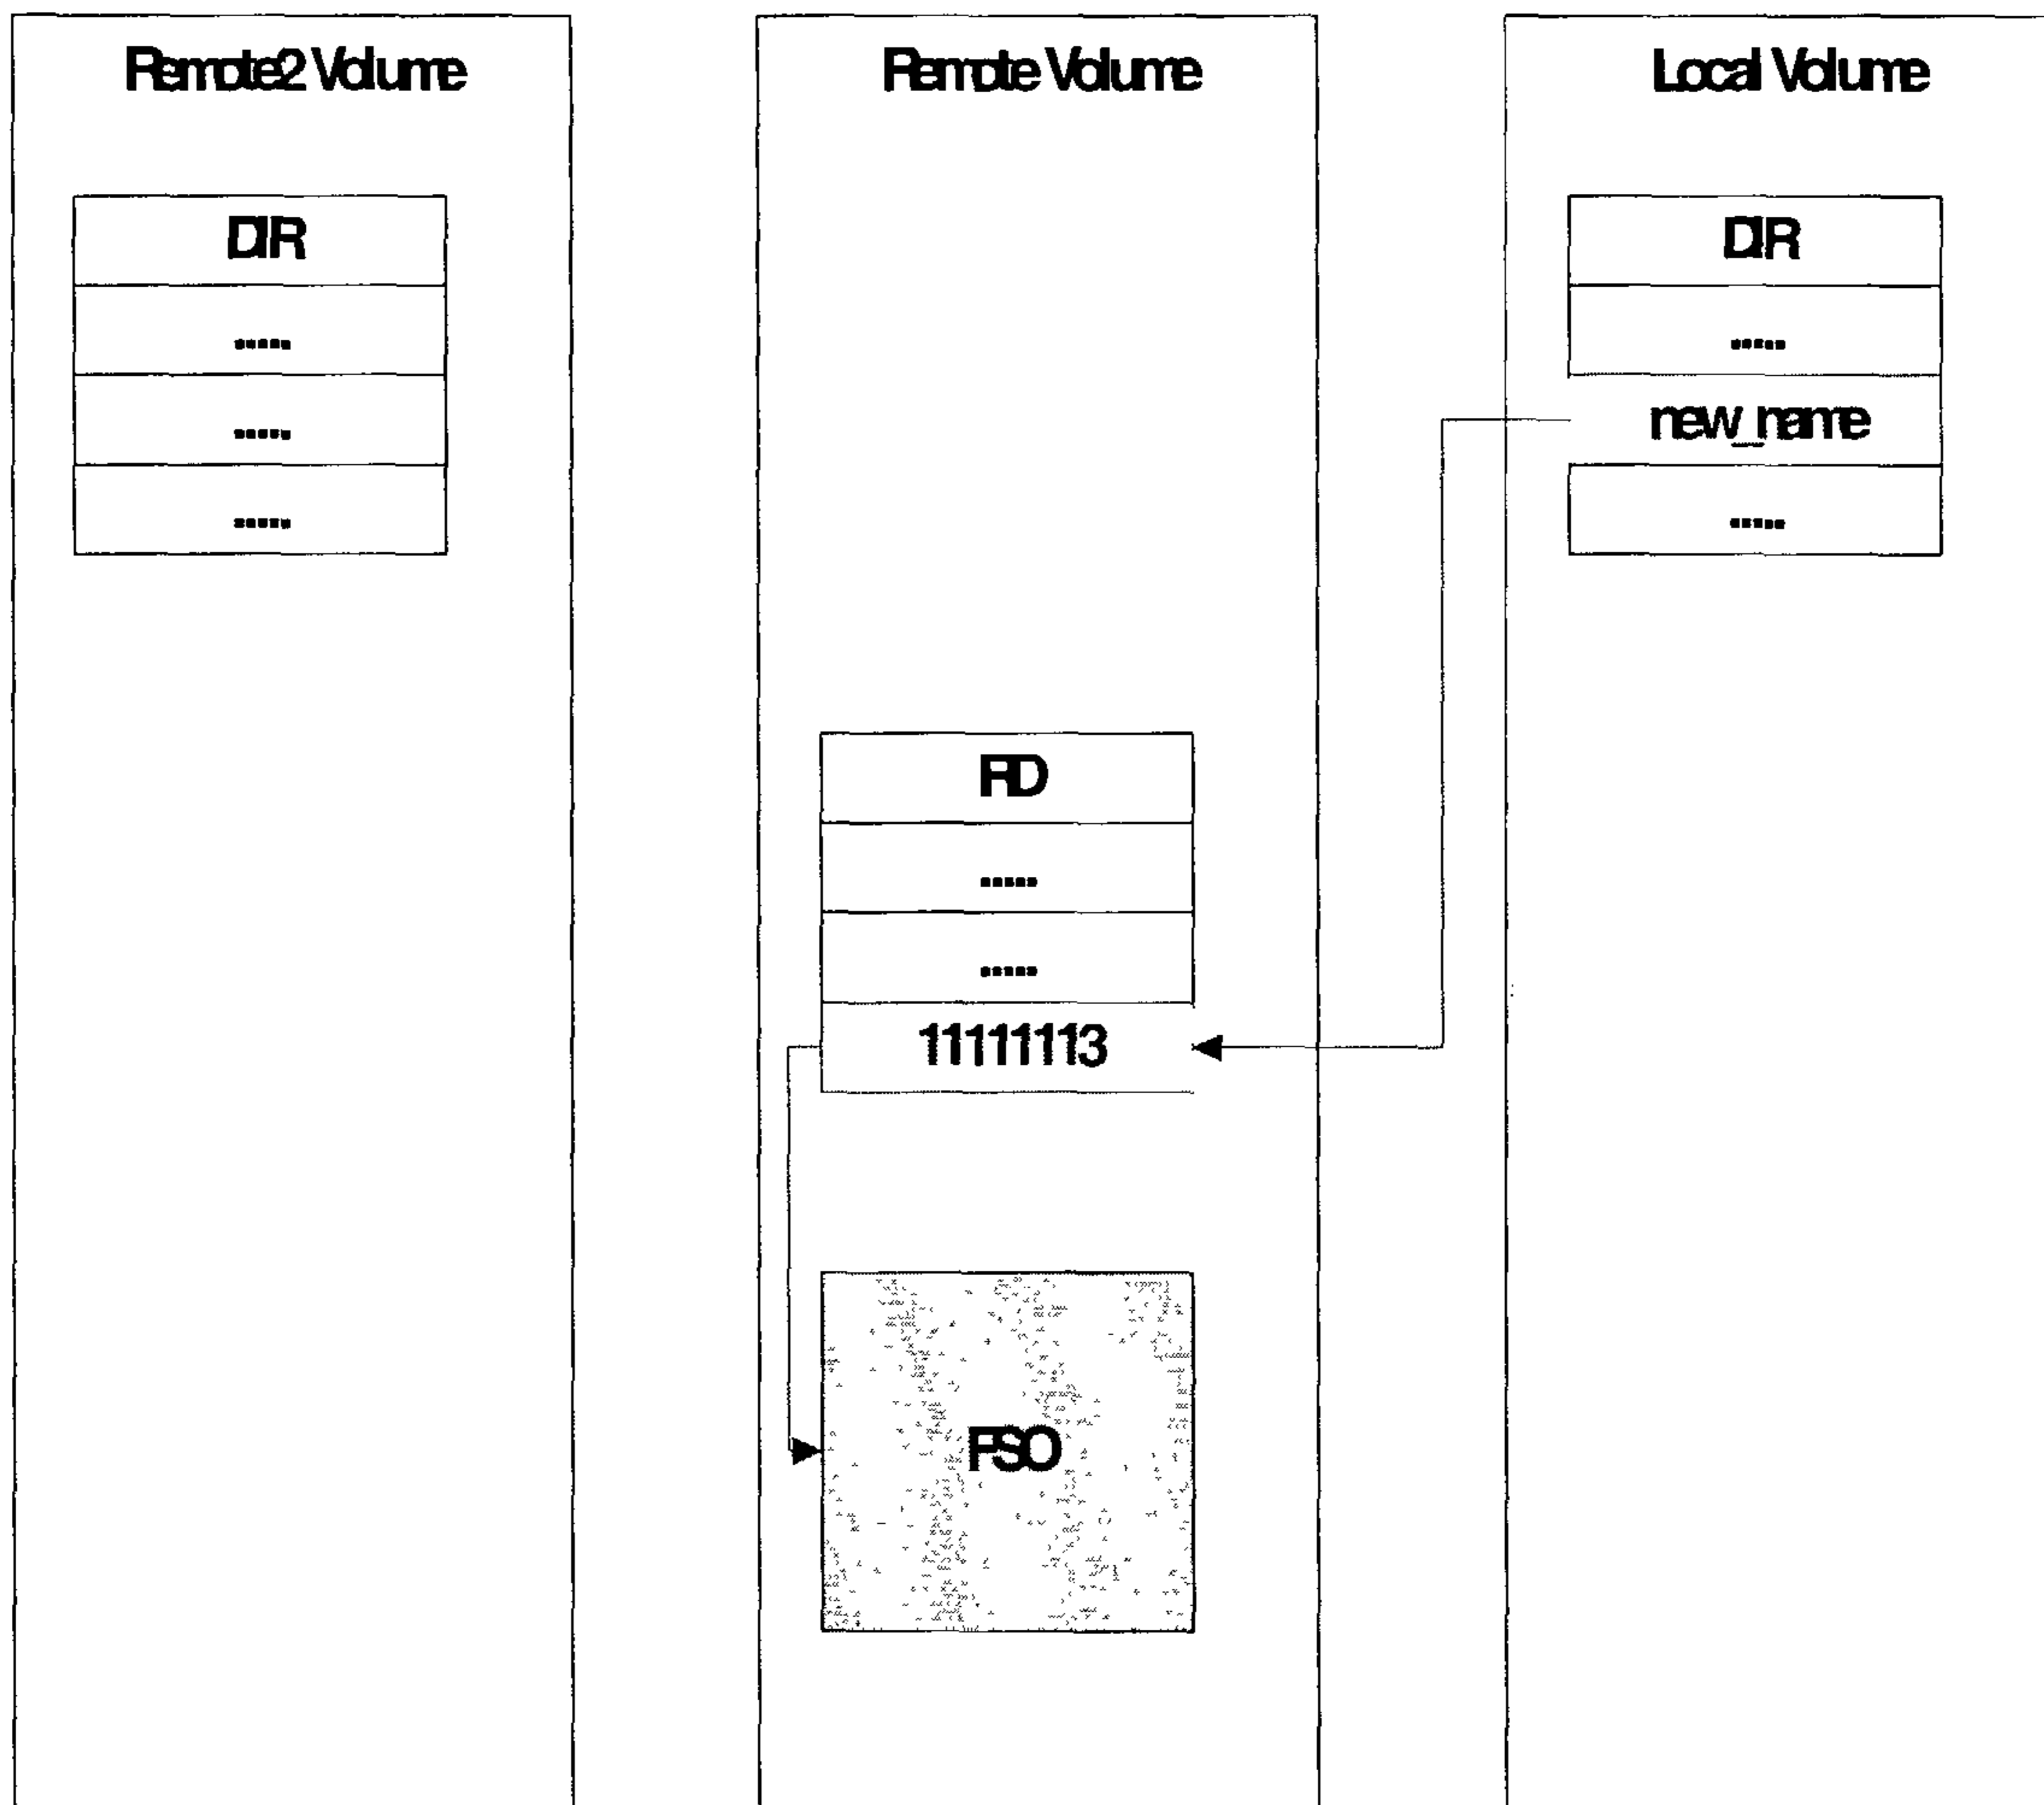 Remote2 Volume
DIR
.....
.....
.....
Remote Volume
RD
.....
.....
11111113
FSO
Local Volume
DIR
.....
new_name
.....